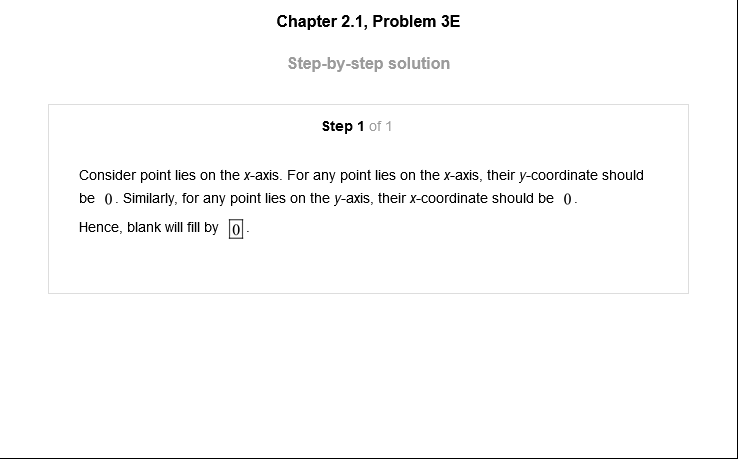 Chapter 2.1, Problem 3E
Step-by-step solution
Step 1 of 1
Consider point lies on the x-axis. For any point lies on the x-axis, their y-coordinate should
be 0. Similarly, for any point lies on the y-axis, their x-coordinate should be 0.
Hence, blank will fill by 0.